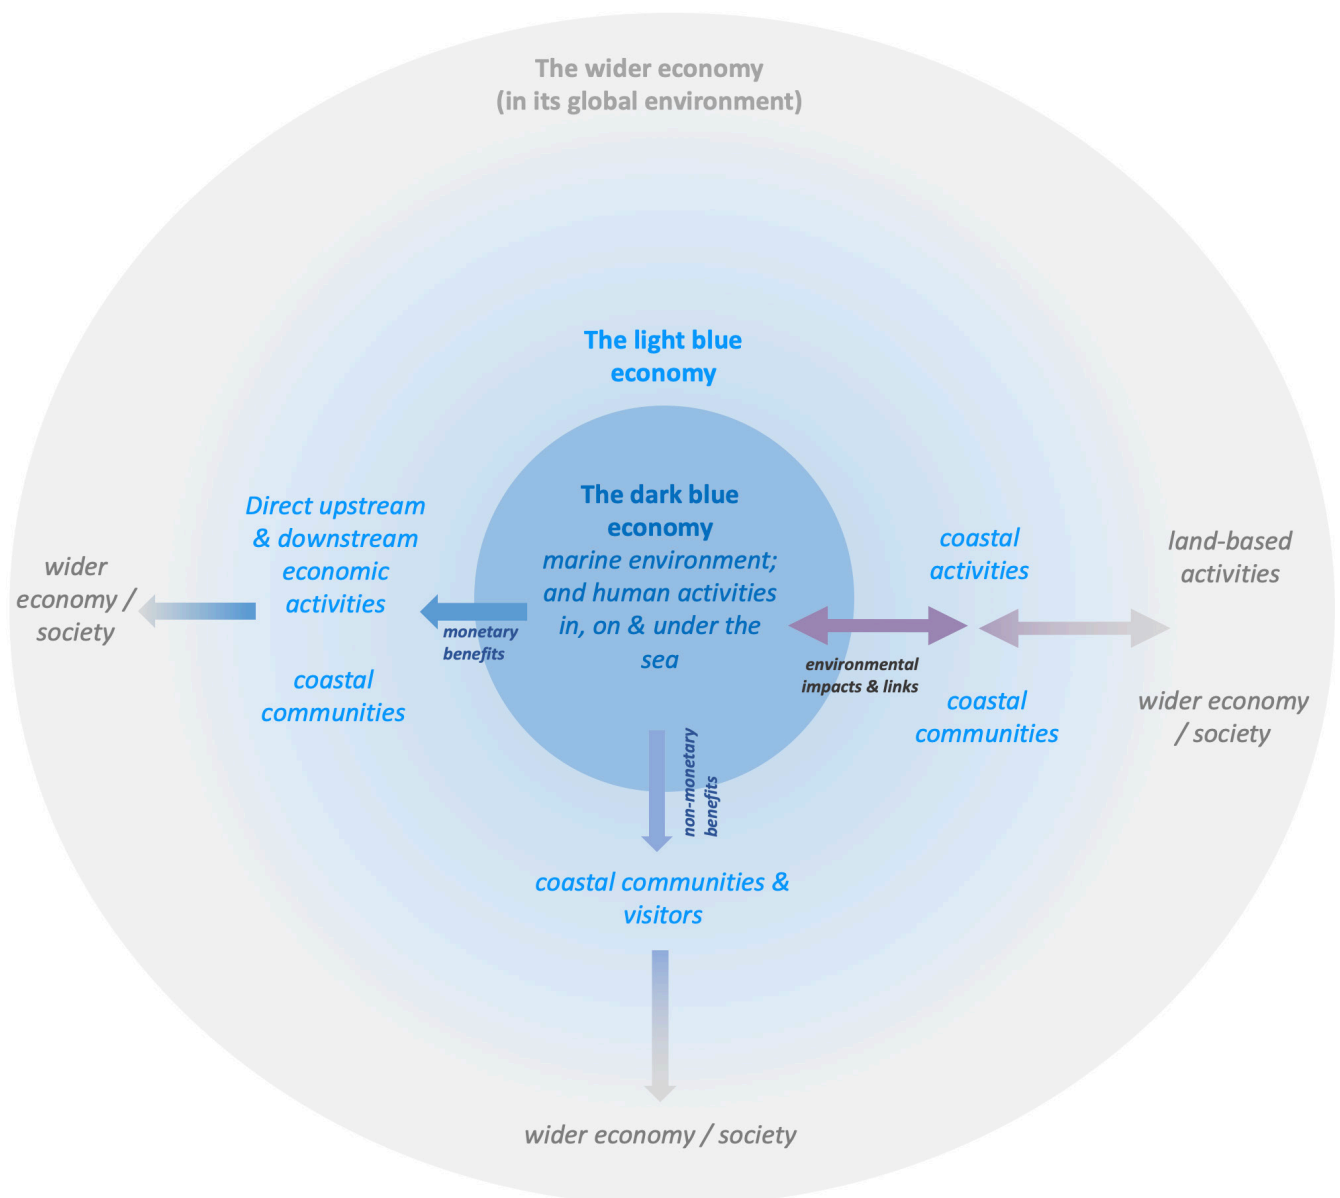 The wider economy
(in its global environment)
The light blue
economy
The dark blue
economy
marine environment;
and human activities
in, on & under the
sea
Direct upstream
& downstream
economic
activities
coastal
communities
monetary
benefits
wider
economy /
society
environmental
impacts & links
coastal
activities
coastal
communities
land-based
activities
wider economy
/ society
non-monetary
benefits
coastal communities &
visitors
wider economy / society